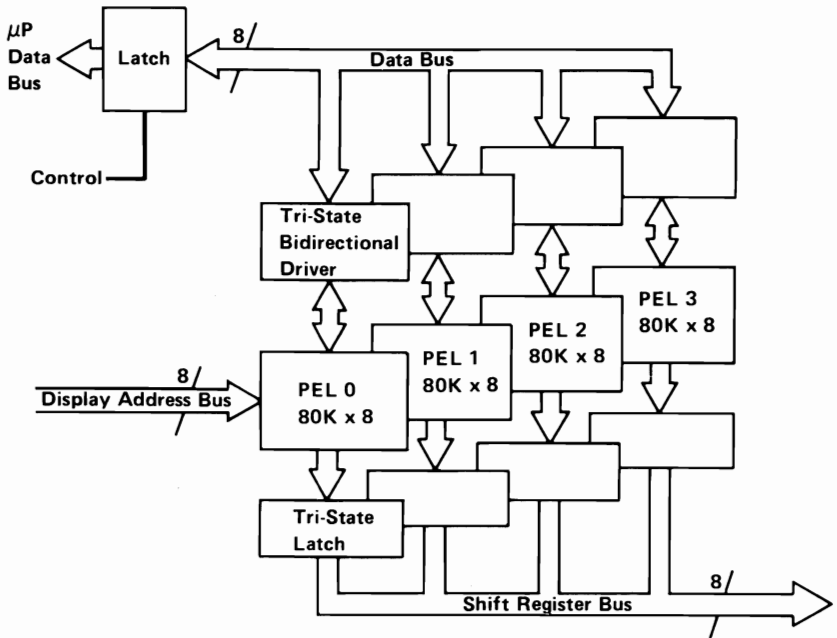 μP
Data
Bus
Latch
8
Data Bus
Control
Tri-State
Bidirectional
Driver
PEL 3
80K x 8
PEL 2
80K x 8
PEL 1
80K x 8
PEL 0
80K x 8
8
Display Address Bus
Tri-State
Latch
8
Shift Register Bus